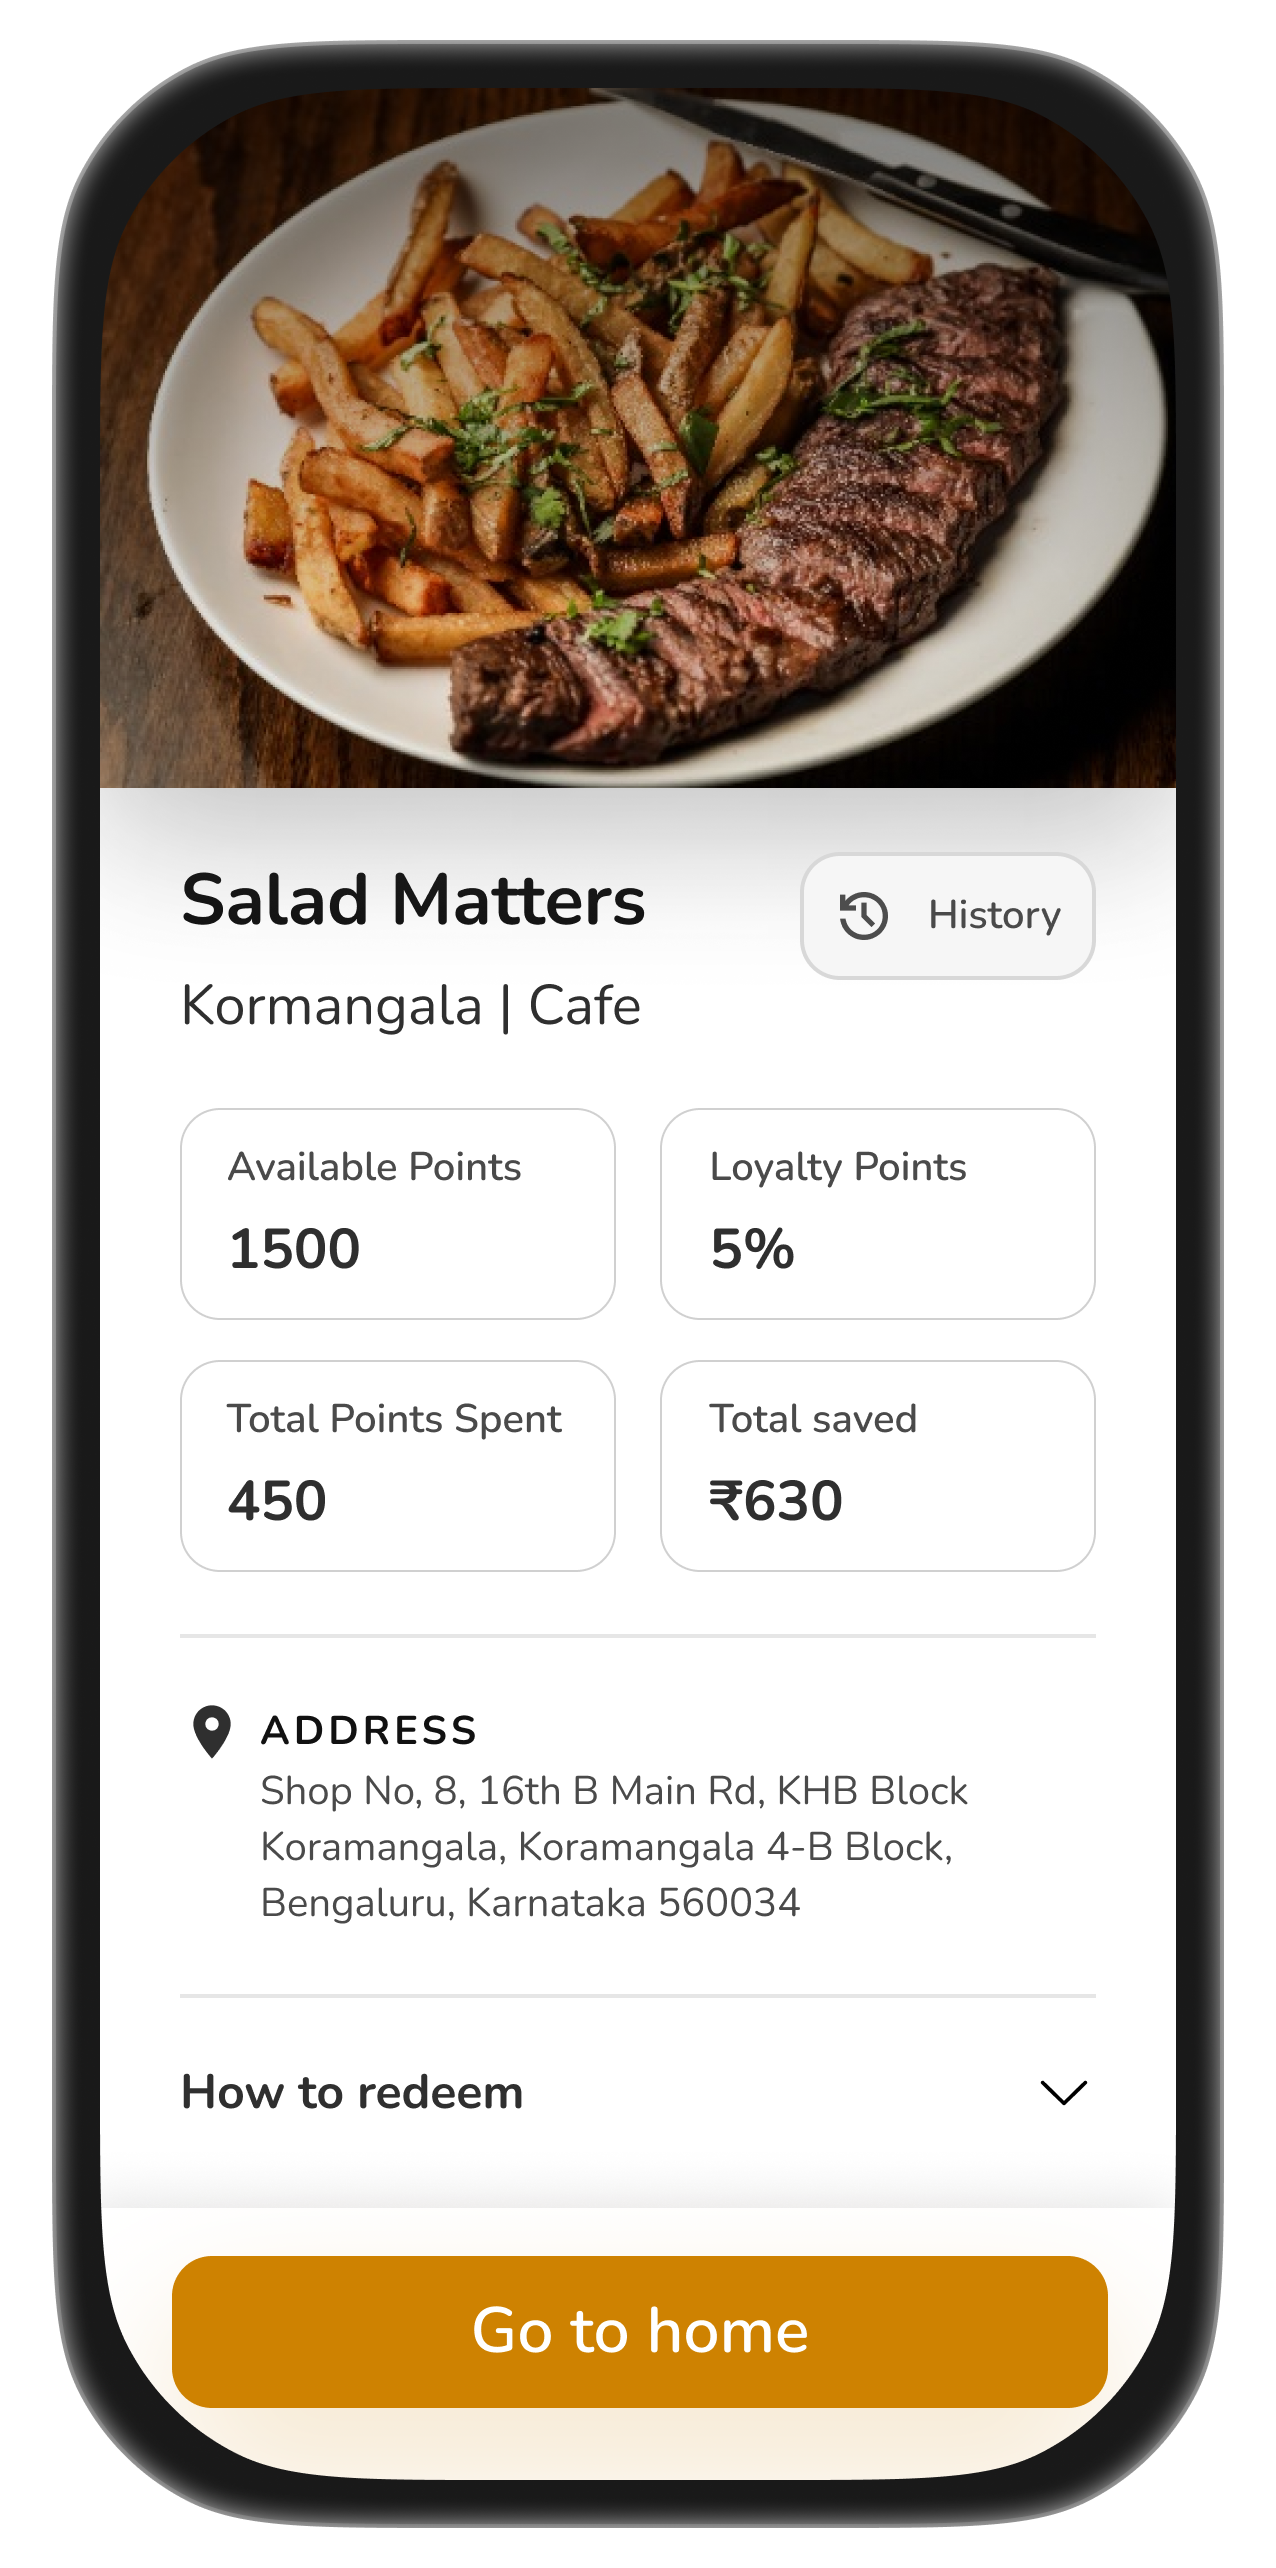 Salad Matters
History
Kormangala | Cafe
Available Points
1500
Loyalty Points
5%
Total Points Spent
450
Total saved
₹630
ADDRESS
Shop No, 8, 16th B Main Rd, KHB Block
Koramangala, Koramangala 4-B Block,
Bengaluru, Karnataka 560034
How to redeem
Go to home